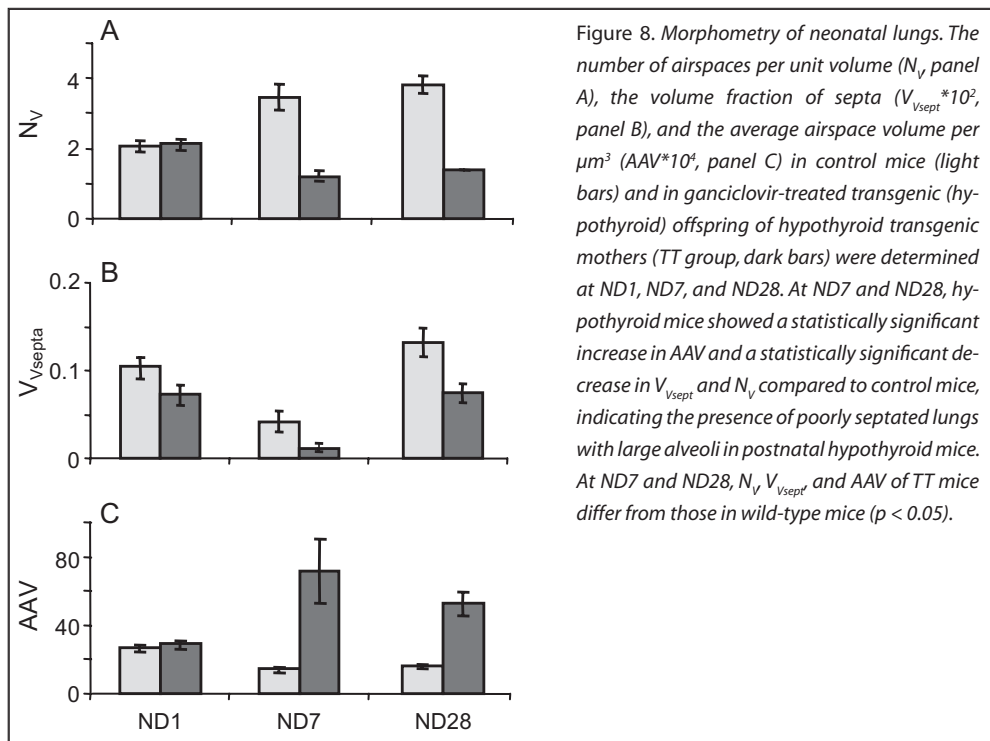 A
4
2
0
N_V
B
0.2
0.1
0
V_Vsepta
C
80
40
0
AAV
ND1 ND7 ND28
Figure 8. Morphometry of neonatal lungs. The
number of airspaces per unit volume (N_V, panel
A), the volume fraction of septa (V_Vsept*10²,
panel B), and the average airspace volume per
µm³ (AAV*10⁴, panel C) in control mice (light
bars) and in ganciclovir-treated transgenic (hy-
pothyroid) offspring of hypothyroid transgenic
mothers (TT group, dark bars) were determined
at ND1, ND7, and ND28. At ND7 and ND28, hy-
pothyroid mice showed a statistically significant
increase in AAV and a statistically significant de-
crease in V_Vsept and N_V compared to control mice,
indicating the presence of poorly septated lungs
with large alveoli in postnatal hypothyroid mice.
At ND7 and ND28, N_V, V_Vsept, and AAV of TT mice
differ from those in wild-type mice (p < 0.05).